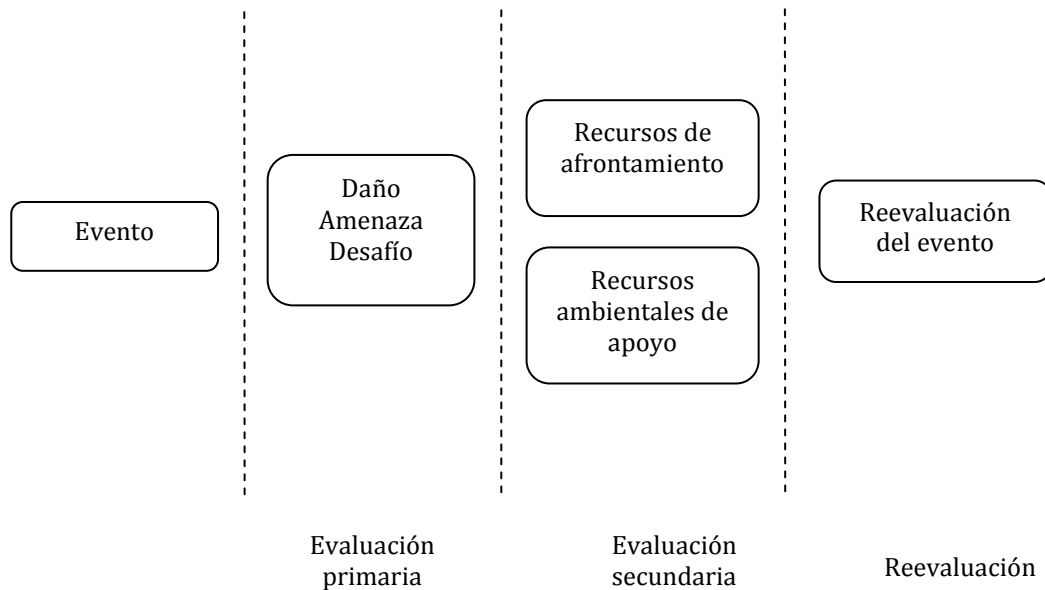 Evento
Daño
Amenaza
Desafío
Recursos de
afrontamiento
Recursos
ambientales de
apoyo
Reevaluación
del evento
Evaluación
primaria
Evaluación
secundaria
Reevaluación